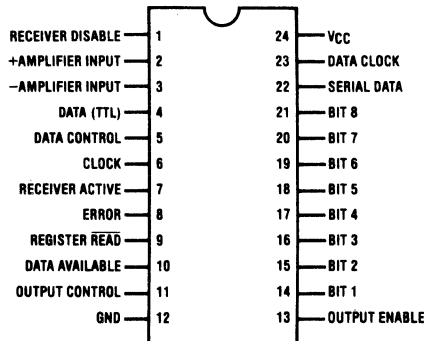 RECEIVER DISABLE 1 24 VCC
+AMPLIFIER INPUT 2 23 DATA CLOCK
−AMPLIFIER INPUT 3 22 SERIAL DATA
DATA (TTL) 4 21 BIT 8
DATA CONTROL 5 20 BIT 7
CLOCK 6 19 BIT 6
RECEIVER ACTIVE 7 18 BIT 5
ERROR 8 17 BIT 4
REGISTER R̅E̅A̅D̅ 9 16 BIT 3
DATA AVAILABLE 10 15 BIT 2
OUTPUT CONTROL 11 14 BIT 1
GND 12 13 OUTPUT ENABLE